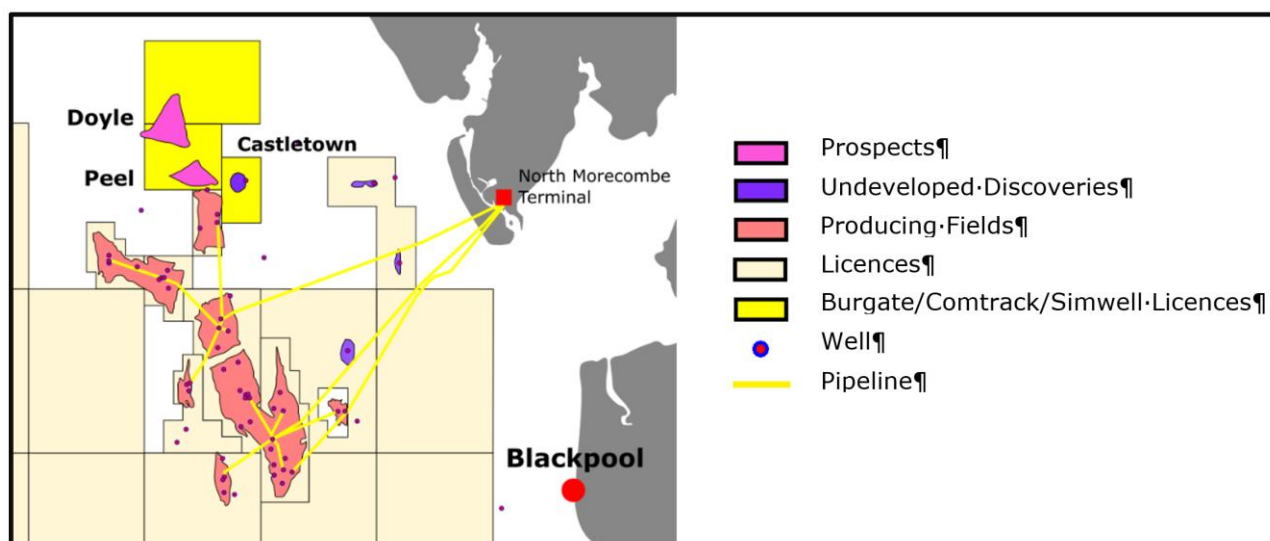 Doyle
Castletown
Peel
North Morecombe
Terminal
Blackpool
Prospects¶
Undeveloped·Discoveries¶
Producing·Fields¶
Licences¶
Burgate/Comtrack/Simwell·Licences¶
Well¶
Pipeline¶